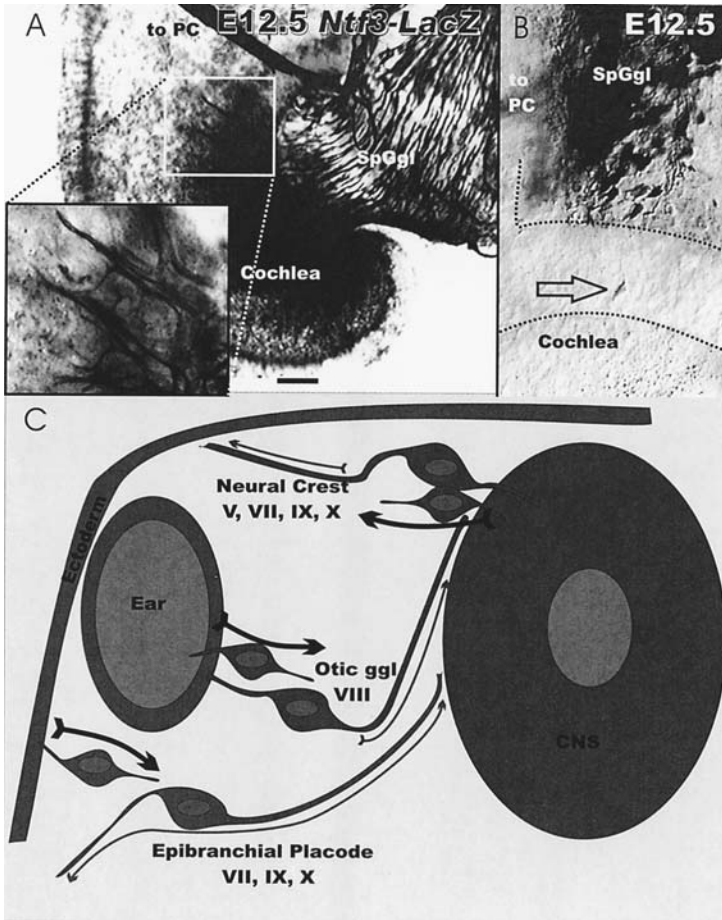 A
E12.5 Ntf3-LacZ
to PC
SpGgl
Cochlea
B
E12.5
to
PC
SpGgl
Cochlea
C
Neural Crest
V, VII, IX, X
Ectoderm
Ear
Otic ggl
VIII
CNS
Epibranchial Placode
VII, IX, X